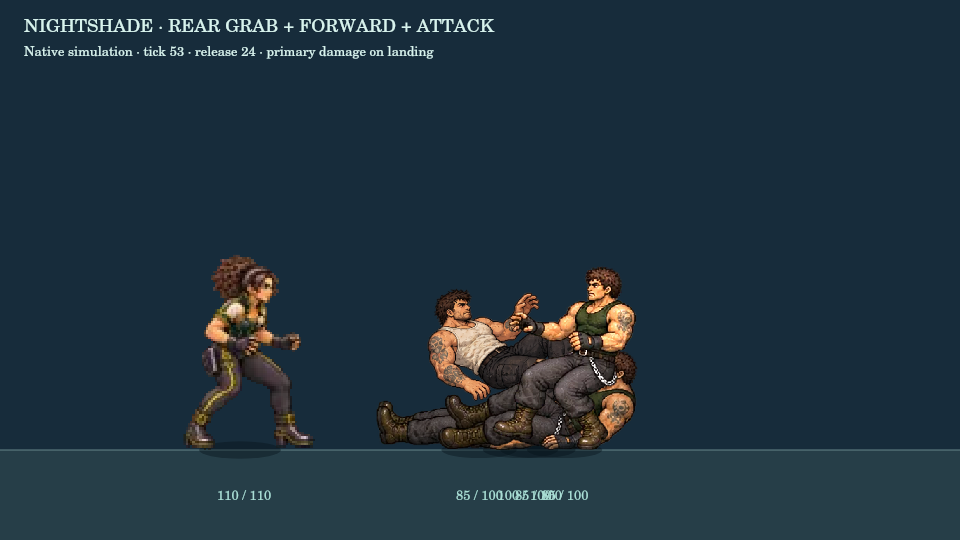 NIGHTSHADE · REAR GRAB + FORWARD + ATTACK
Native simulation · tick 53 · release 24 · primary damage on landing
110 / 110 85 / 100 / 100